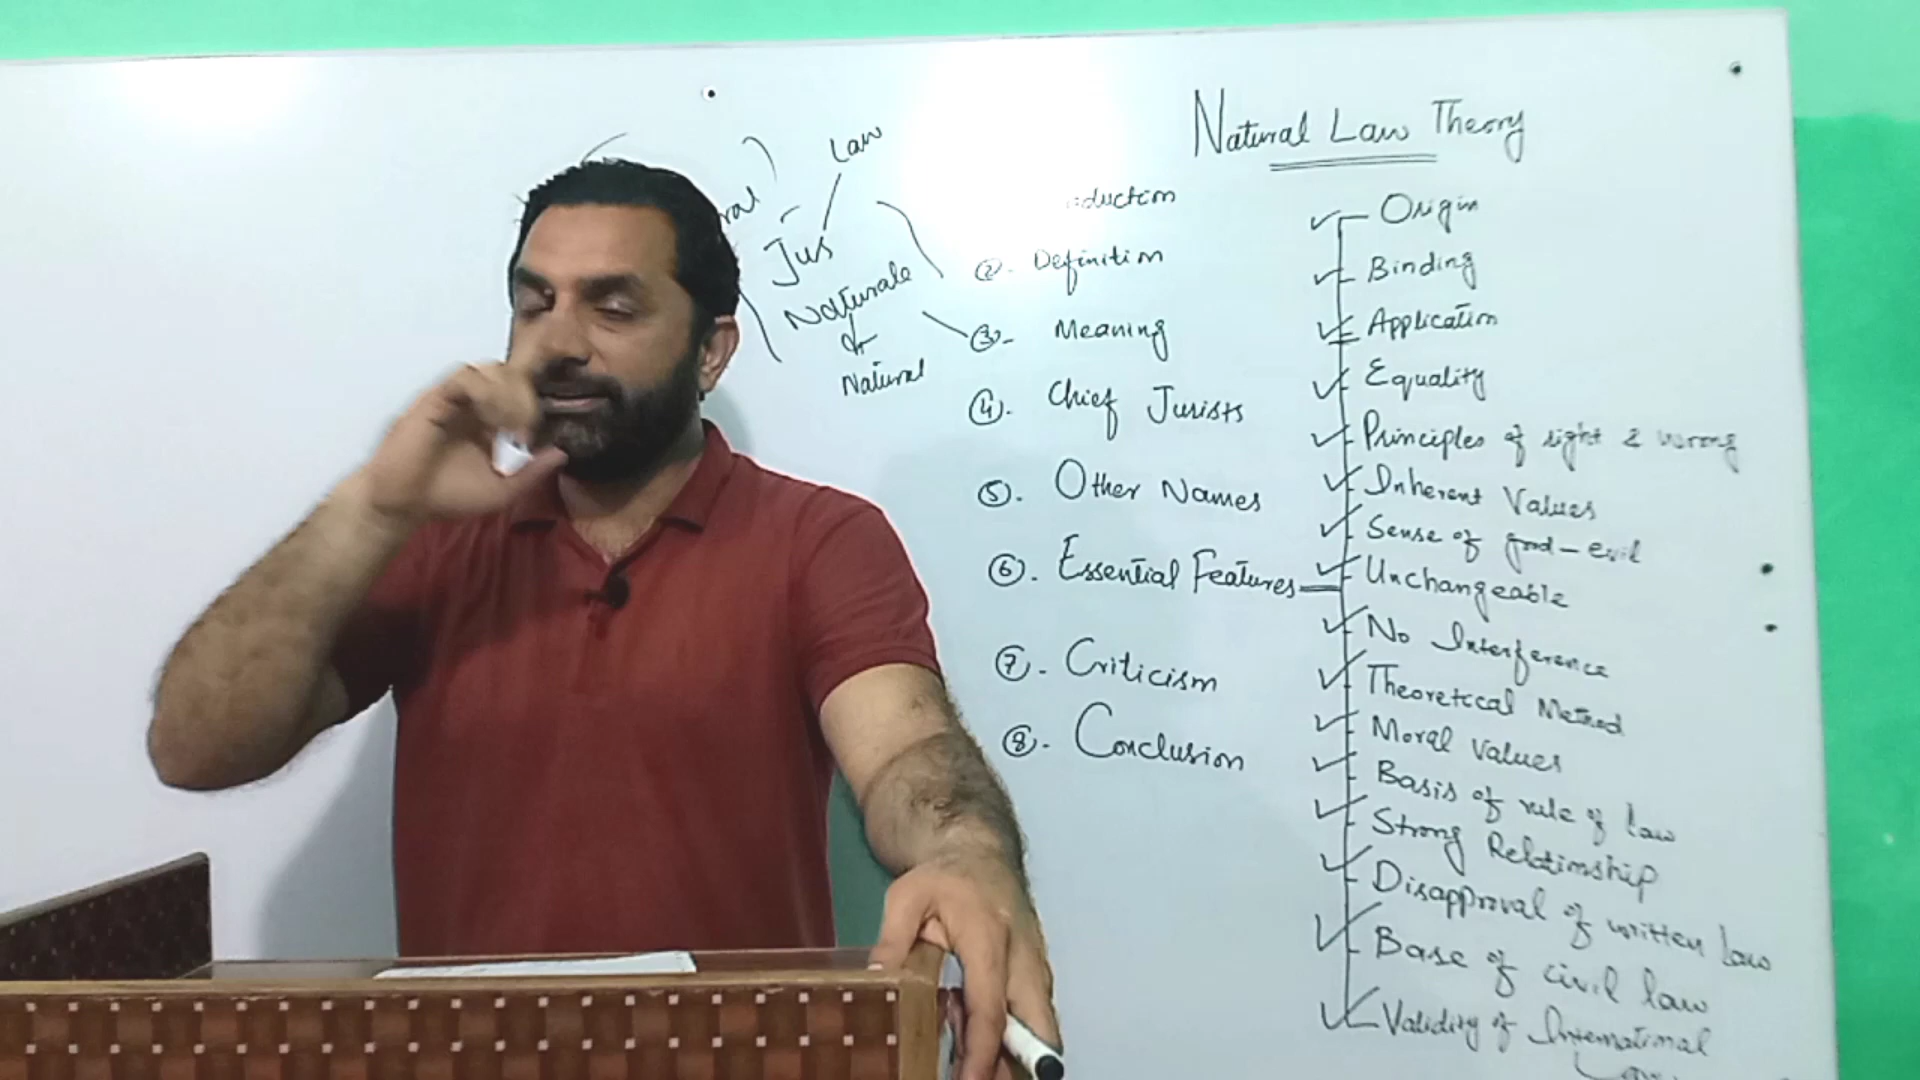 Natural Law Theory
Law
Jus
Naturale
Natural
②. Definition
③- Meaning
④. Chief Jurists
⑤. Other Names
⑥. Essential Features
⑦. Criticism
⑧. Conclusion
Origin
Binding
Application
Equality
Principles of right & wrong
Inherent Values
Sense of good-evil
Unchangeable
No Interference
Theoretical Method
Moral Values
Basis of rule of law
Strong Relationship
Disapproval of written law
Base of civil law
Validity of International